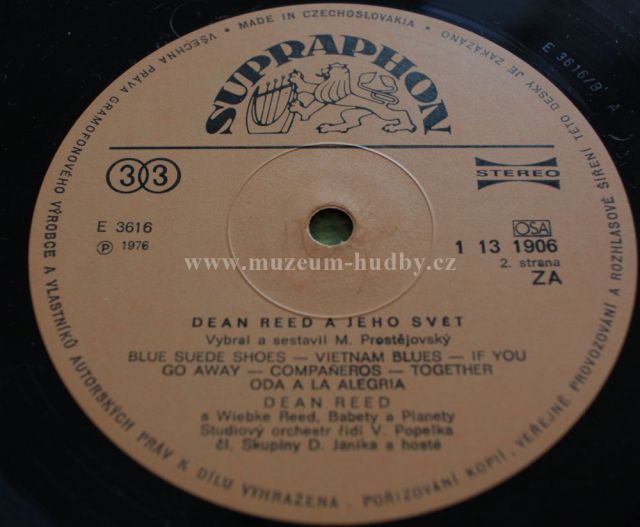 VŠECHNA PRÁVA GRAMOFONOVÉHO VÝROBCE A VLASTNÍKŮ AUTORSKÝCH PRÁV K DÍLU VYHRAŽENA. POŘIZOVÁNÍ KOPIÍ, VEŘEJNÉ PROVOZOVÁNÍ A ROZHLASOVÉ ŠÍŘENÍ TÉTO DESKY JE ZAKÁZÁNO
• MADE IN CZECHOSLOVAKIA •
E 3616/B A
SUPRAPHON
33
STEREO
E 3616
Ⓟ 1976
OSA
1 13 1906
2. strana
ZA
www.muzeum-hudby.cz
DEAN REED A JEHO SVĚT
Vybral a sestavil M. Prostějovský
BLUE SUEDE SHOES — VIETNAM BLUES — IF YOU
GO AWAY — COMPAÑEROS — TOGETHER
ODA A LA ALEGRIA
DEAN REED
a Wiebke Reed, Babety a Planety
Studiový orchestr řídí V. Popelka
čl. Skupiny D. Janíka a hosté